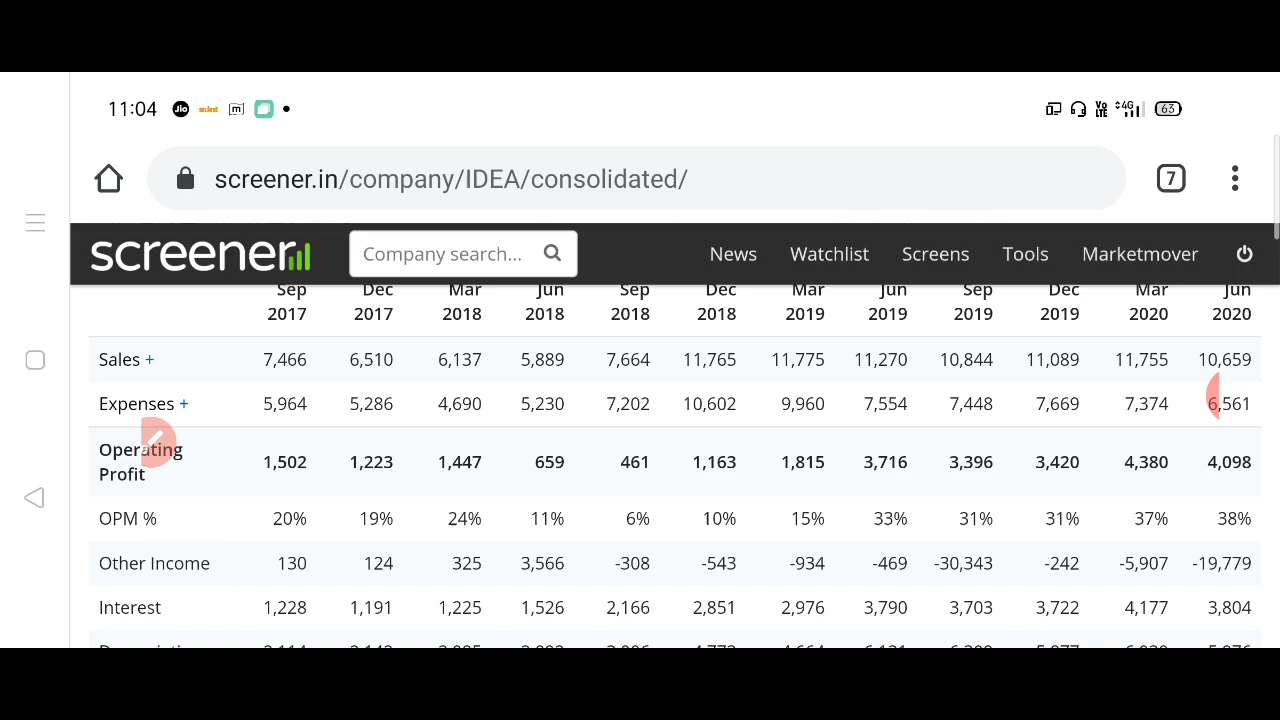 11:04 Jio m Vo LTE 4G 63
screener.in/company/IDEA/consolidated/ 7
screener Company search... News Watchlist Screens Tools Marketmover
Sep Dec Mar Jun Sep Dec Mar Jun Sep Dec Mar Jun
2017 2017 2018 2018 2018 2018 2019 2019 2019 2019 2020 2020
Sales + 7,466 6,510 6,137 5,889 7,664 11,765 11,775 11,270 10,844 11,089 11,755 10,659
Expenses + 5,964 5,286 4,690 5,230 7,202 10,602 9,960 7,554 7,448 7,669 7,374 6,561
Operating
Profit 1,502 1,223 1,447 659 461 1,163 1,815 3,716 3,396 3,420 4,380 4,098
OPM % 20% 19% 24% 11% 6% 10% 15% 33% 31% 31% 37% 38%
Other Income 130 124 325 3,566 -308 -543 -934 -469 -30,343 -242 -5,907 -19,779
Interest 1,228 1,191 1,225 1,526 2,166 2,851 2,976 3,790 3,703 3,722 4,177 3,804